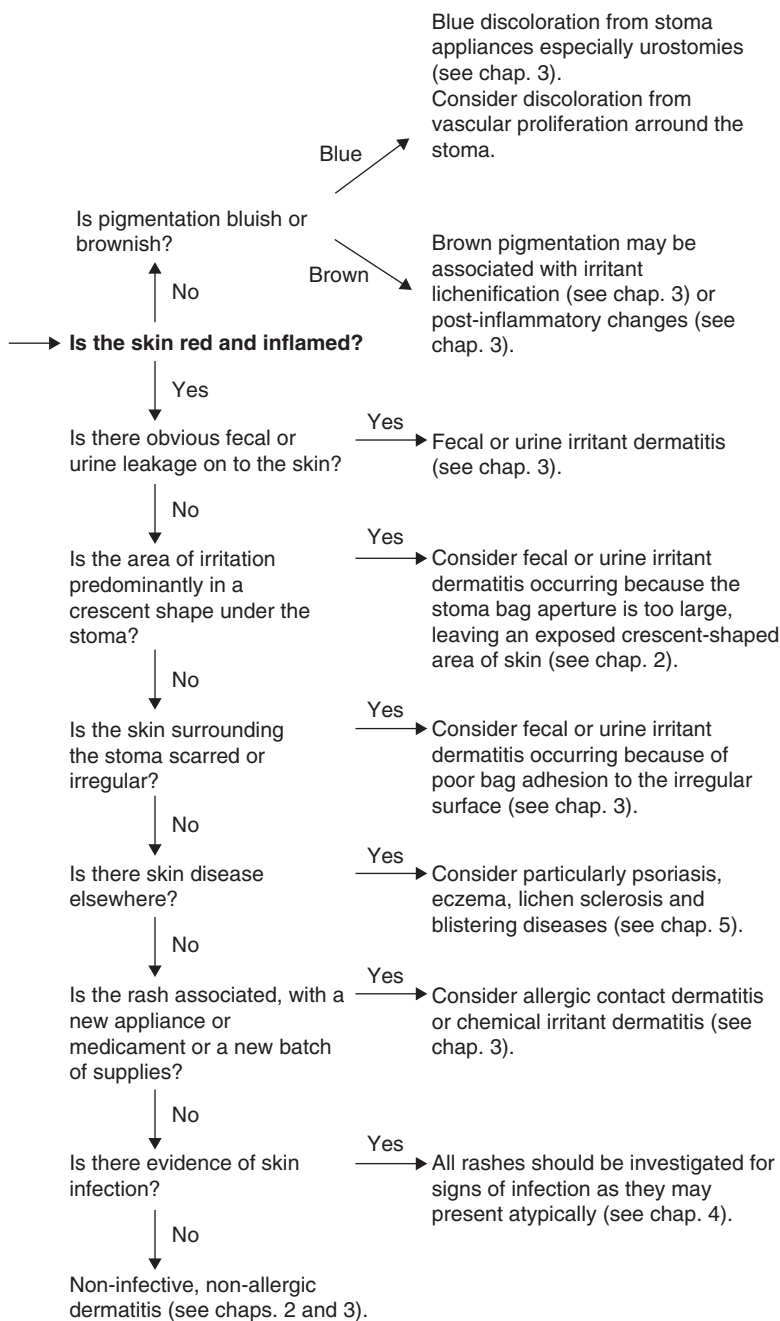 Blue discoloration from stoma
appliances especially urostomies
(see chap. 3).
Consider discoloration from
vascular proliferation arround the
stoma.
Blue
Is pigmentation bluish or
brownish?
Brown
Brown pigmentation may be
associated with irritant
lichenification (see chap. 3) or
post-inflammatory changes (see
chap. 3).
No
Is the skin red and inflamed?
Yes
Is there obvious fecal or
urine leakage on to the skin?
Yes
Fecal or urine irritant dermatitis
(see chap. 3).
No
Is the area of irritation
predominantly in a
crescent shape under the
stoma?
Yes
Consider fecal or urine irritant
dermatitis occurring because the
stoma bag aperture is too large,
leaving an exposed crescent-shaped
area of skin (see chap. 2).
No
Is the skin surrounding
the stoma scarred or
irregular?
Yes
Consider fecal or urine irritant
dermatitis occurring because of
poor bag adhesion to the irregular
surface (see chap. 3).
No
Is there skin disease
elsewhere?
Yes
Consider particularly psoriasis,
eczema, lichen sclerosis and
blistering diseases (see chap. 5).
No
Is the rash associated, with a
new appliance or
medicament or a new batch
of supplies?
Yes
Consider allergic contact dermatitis
or chemical irritant dermatitis (see
chap. 3).
No
Is there evidence of skin
infection?
Yes
All rashes should be investigated for
signs of infection as they may
present atypically (see chap. 4).
No
Non-infective, non-allergic
dermatitis (see chaps. 2 and 3).